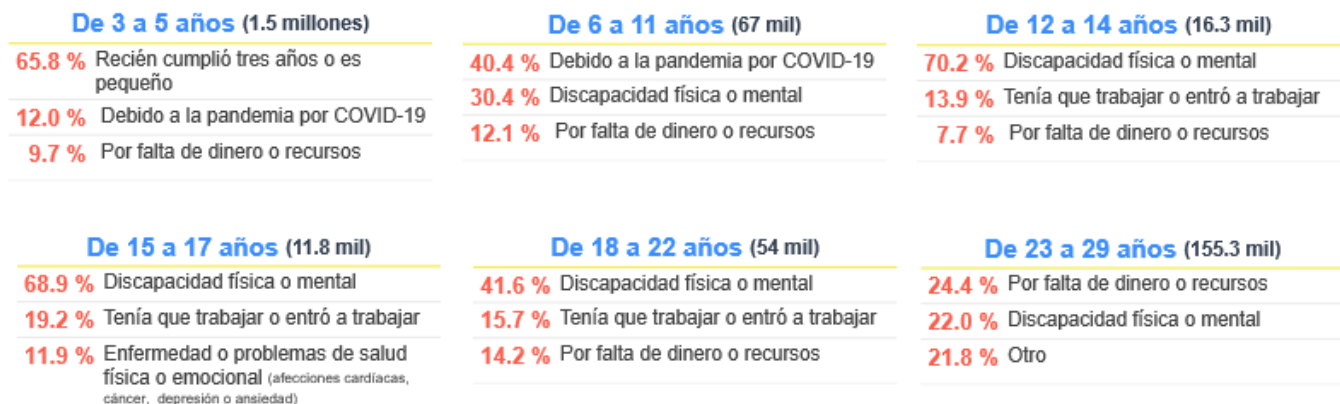 De 3 a 5 años (1.5 millones)
65.8 % Recién cumplió tres años o es
pequeño
12.0 % Debido a la pandemia por COVID-19
9.7 % Por falta de dinero o recursos
De 6 a 11 años (67 mil)
40.4 % Debido a la pandemia por COVID-19
30.4 % Discapacidad física o mental
12.1 % Por falta de dinero o recursos
De 12 a 14 años (16.3 mil)
70.2 % Discapacidad física o mental
13.9 % Tenía que trabajar o entró a trabajar
7.7 % Por falta de dinero o recursos
De 15 a 17 años (11.8 mil)
68.9 % Discapacidad física o mental
19.2 % Tenía que trabajar o entró a trabajar
11.9 % Enfermedad o problemas de salud
física o emocional (afecciones cardíacas,
cáncer, depresión o ansiedad)
De 18 a 22 años (54 mil)
41.6 % Discapacidad física o mental
15.7 % Tenía que trabajar o entró a trabajar
14.2 % Por falta de dinero o recursos
De 23 a 29 años (155.3 mil)
24.4 % Por falta de dinero o recursos
22.0 % Discapacidad física o mental
21.8 % Otro